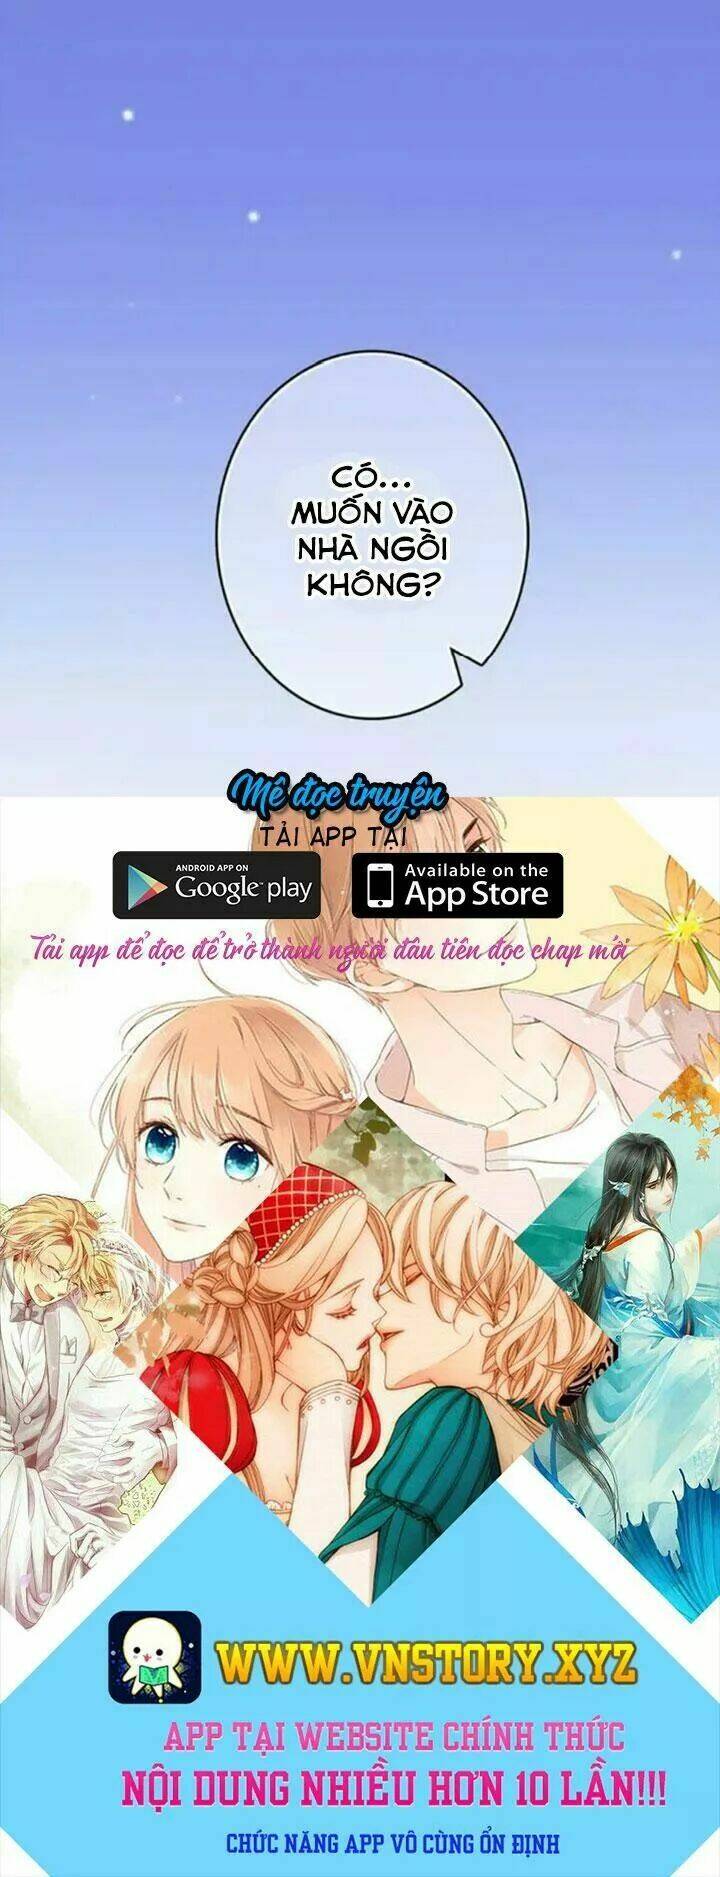 CÓ...
MUỐN VÀO
NHÀ NGỒI
KHÔNG?
Mê đọc truyện
TẢI APP TẠI
ANDROID APP ON
Google play
Available on the
App Store
Tải app để đọc để trở thành người đầu tiên đọc chap mới
WWW.VNSTORY.XYZ
APP TẠI WEBSITE CHÍNH THỨC
NỘI DUNG NHIỀU HƠN 10 LẦN!!!
CHỨC NĂNG APP VÔ CÙNG ỔN ĐỊNH